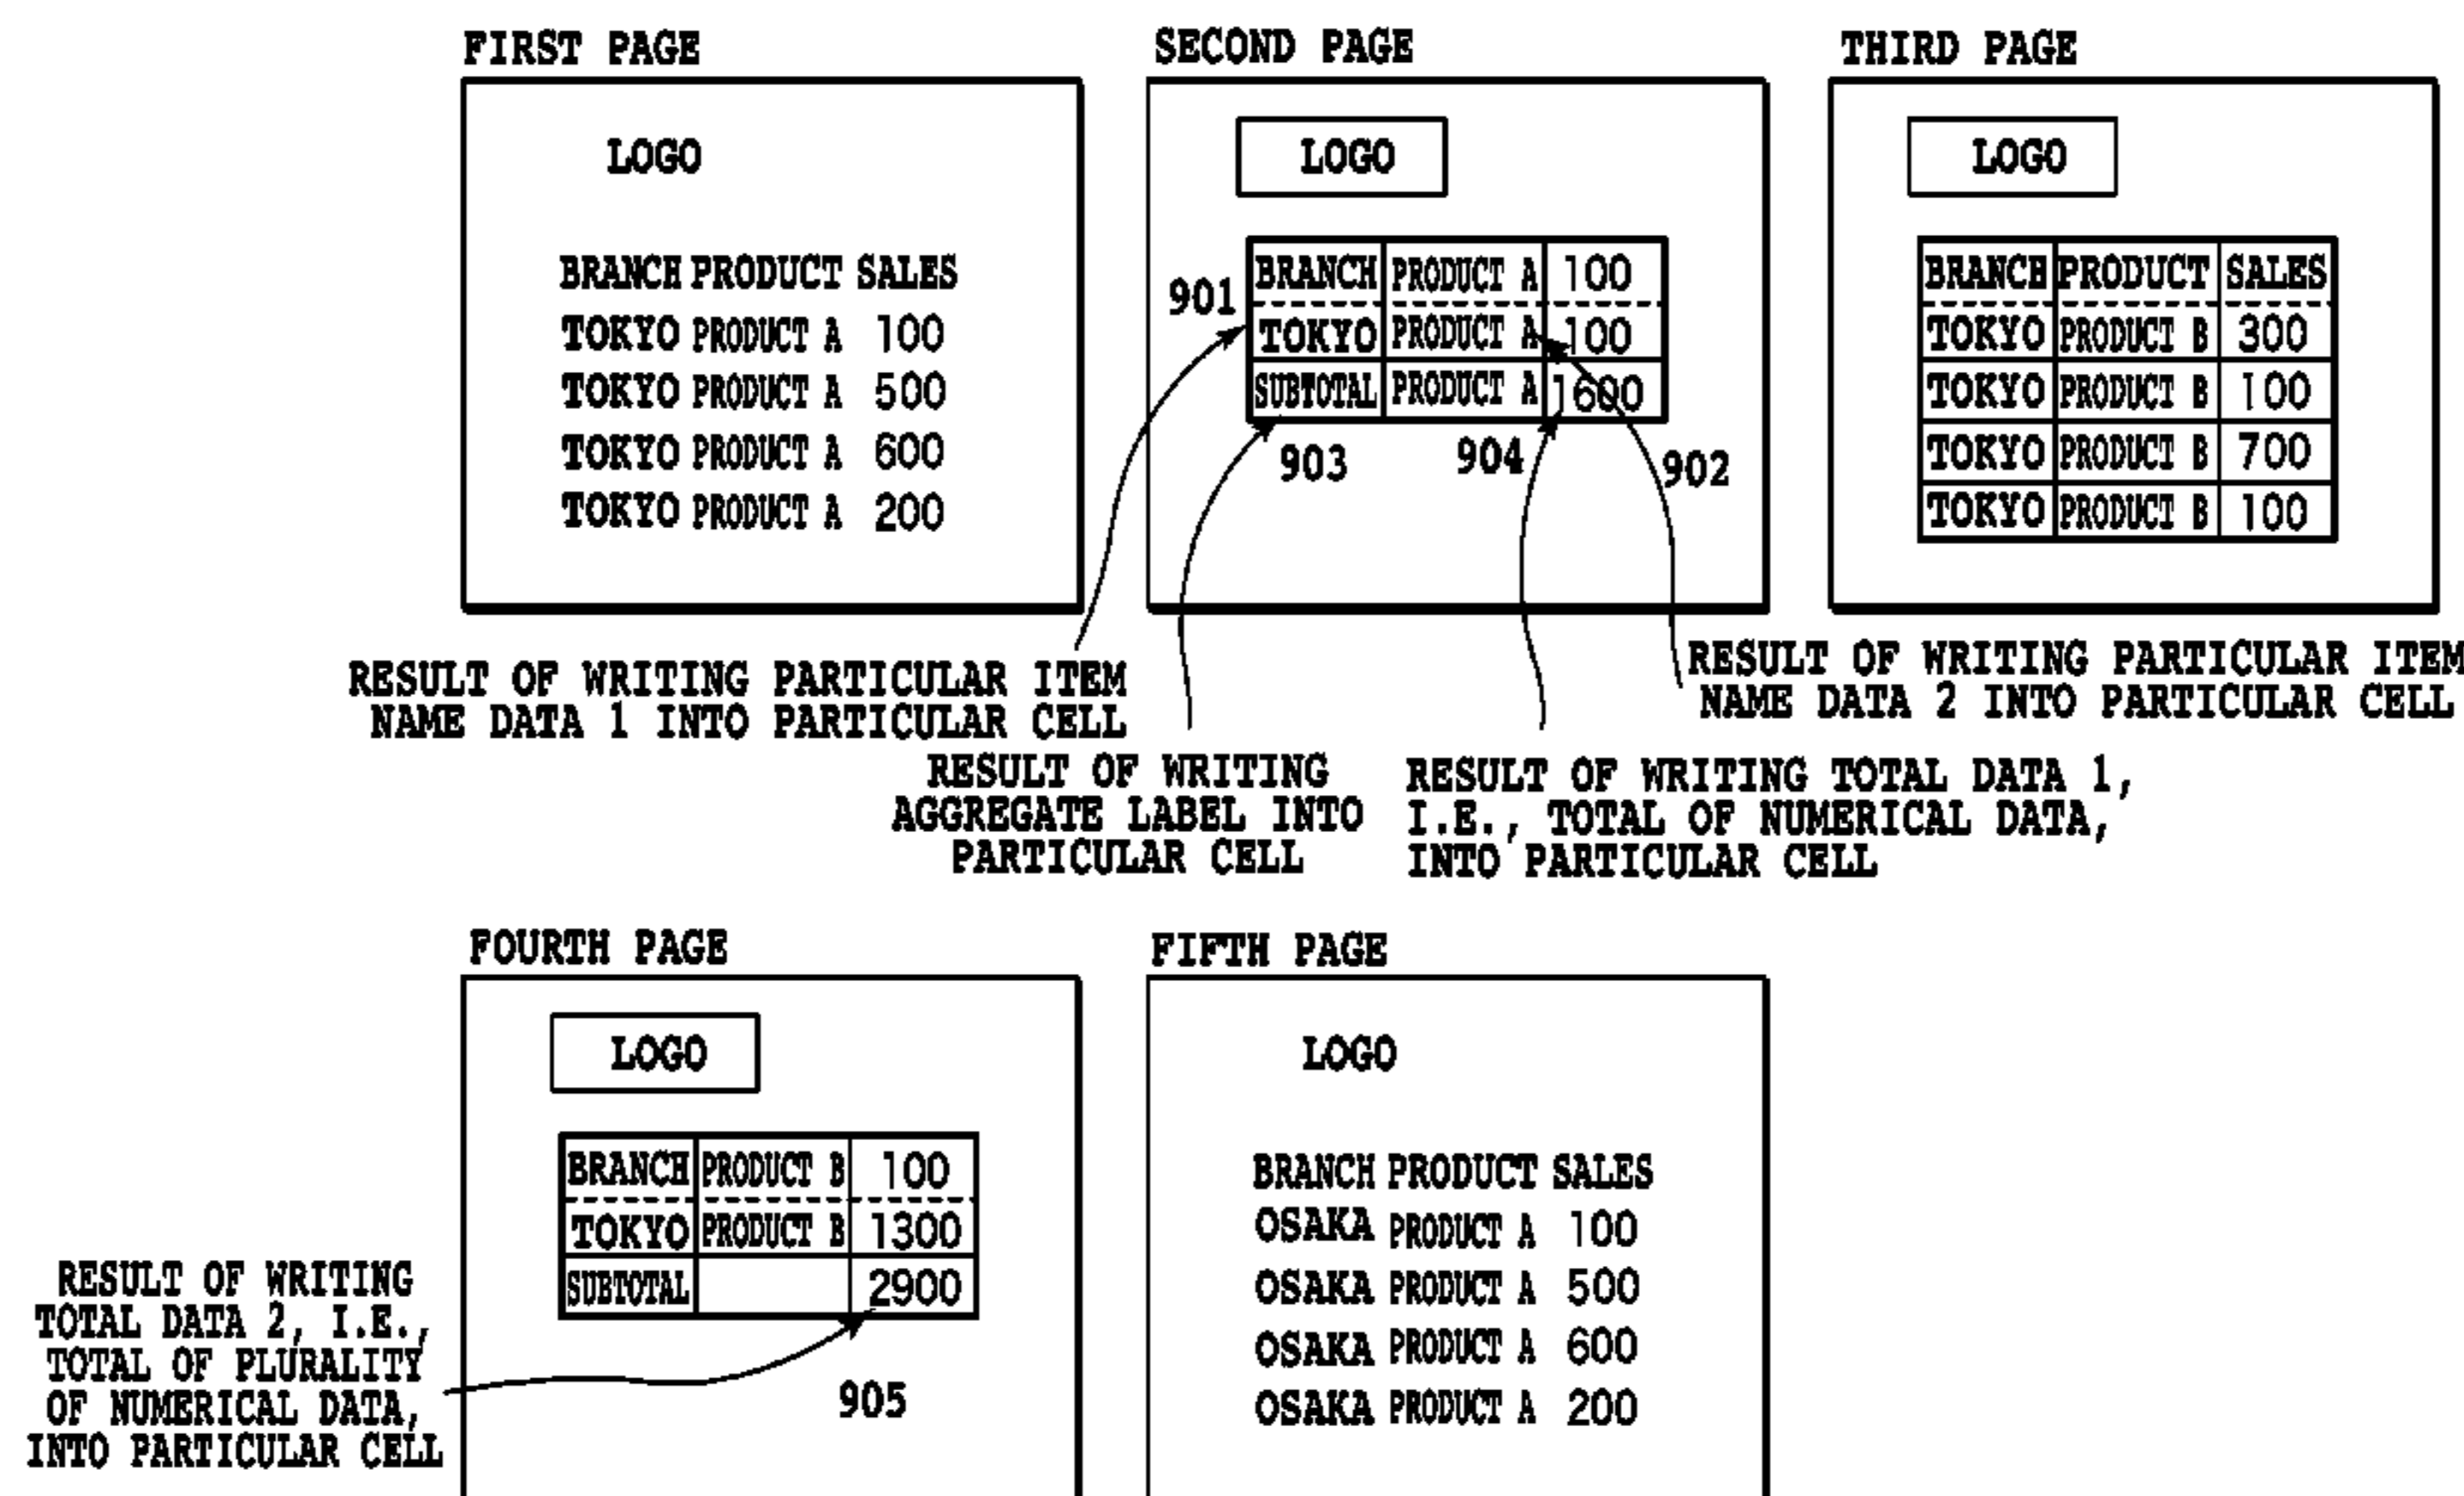 FIRST PAGE
LOGO
BRANCH PRODUCT SALES
TOKYO PRODUCT A 100
TOKYO PRODUCT A 500
TOKYO PRODUCT A 600
TOKYO PRODUCT A 200
SECOND PAGE
LOGO
BRANCH PRODUCT A 100
TOKYO PRODUCT A 100
SUBTOTAL PRODUCT A 1600
901
903
904
902
THIRD PAGE
LOGO
BRANCH PRODUCT SALES
TOKYO PRODUCT B 300
TOKYO PRODUCT B 100
TOKYO PRODUCT B 700
TOKYO PRODUCT B 100
RESULT OF WRITING PARTICULAR ITEM
NAME DATA 1 INTO PARTICULAR CELL
RESULT OF WRITING
AGGREGATE LABEL INTO
PARTICULAR CELL
RESULT OF WRITING TOTAL DATA 1,
I.E., TOTAL OF NUMERICAL DATA,
INTO PARTICULAR CELL
RESULT OF WRITING PARTICULAR ITEM
NAME DATA 2 INTO PARTICULAR CELL
FOURTH PAGE
LOGO
BRANCH PRODUCT B 100
TOKYO PRODUCT B 1300
SUBTOTAL 2900
905
RESULT OF WRITING
TOTAL DATA 2, I.E.,
TOTAL OF PLURALITY
OF NUMERICAL DATA,
INTO PARTICULAR CELL
FIFTH PAGE
LOGO
BRANCH PRODUCT SALES
OSAKA PRODUCT A 100
OSAKA PRODUCT A 500
OSAKA PRODUCT A 600
OSAKA PRODUCT A 200